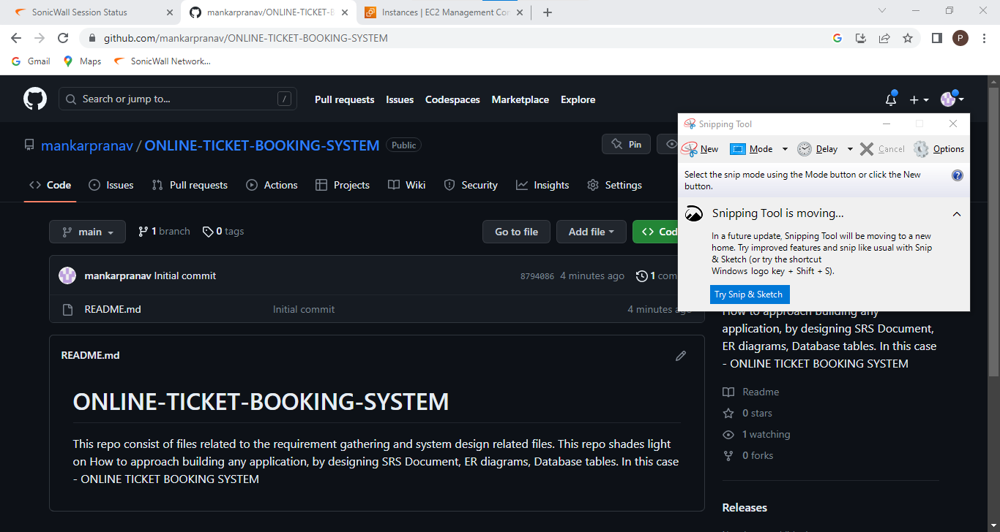 SonicWall Session Status
mankarpranav/ONLINE-TICKET-B
Instances | EC2 Management Con
github.com/mankarpranav/ONLINE-TICKET-BOOKING-SYSTEM
P
Gmail
Maps
SonicWall Network...
Search or jump to...
/
Pull requests
Issues
Codespaces
Marketplace
Explore
mankarpranav / ONLINE-TICKET-BOOKING-SYSTEM
Public
Pin
Code
Issues
Pull requests
Actions
Projects
Wiki
Security
Insights
Settings
Snipping Tool
New
Mode
Delay
Cancel
Options
Select the snip mode using the Mode button or click the New
button.
Snipping Tool is moving...
In a future update, Snipping Tool will be moving to a new
home. Try improved features and snip like usual with Snip
& Sketch (or try the shortcut
Windows logo key + Shift + S).
Try Snip & Sketch
main
1 branch
0 tags
Go to file
Add file
Cod
mankarpranav Initial commit
8794086
4 minutes ago
1 com
README.md
Initial commit
4 minutes ago
README.md
ONLINE-TICKET-BOOKING-SYSTEM
This repo consist of files related to the requirement gathering and system design related files. This repo shades light
on How to approach building any application, by designing SRS Document, ER diagrams, Database tables. In this case
- ONLINE TICKET BOOKING SYSTEM
How to approach building any
application, by designing SRS Document,
ER diagrams, Database tables. In this case
- ONLINE TICKET BOOKING SYSTEM
Readme
0 stars
1 watching
0 forks
Releases